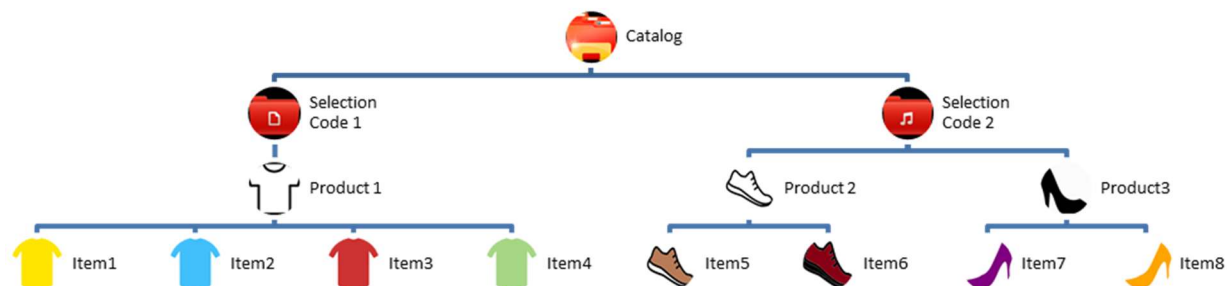 Catalog
Selection
Code 1
Selection
Code 2
Product 1
Product 2
Product3
Item1
Item2
Item3
Item4
Item5
Item6
Item7
Item8